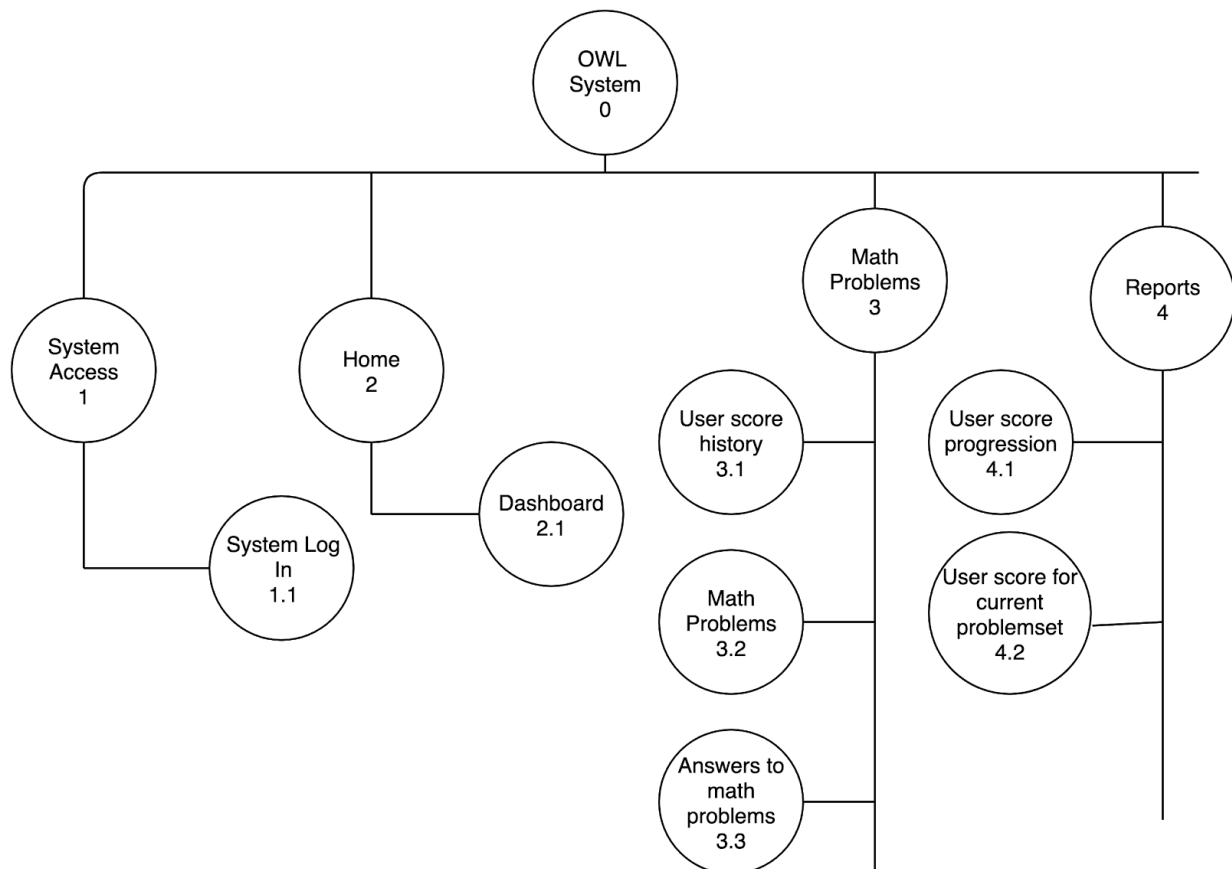 OWL
System
0
System
Access
1
Home
2
Math
Problems
3
Reports
4
System Log
In
1.1
Dashboard
2.1
User score
history
3.1
Math
Problems
3.2
Answers to
math
problems
3.3
User score
progression
4.1
User score for
current
problemset
4.2